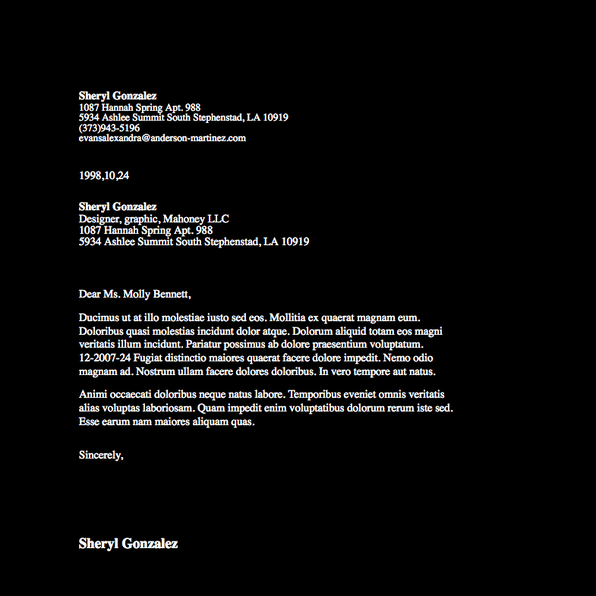 Sheryl Gonzalez
1087 Hannah Spring Apt. 988
5934 Ashlee Summit South Stephenstad, LA 10919
(373)943-5196
evansalexandra@anderson-martinez.com
1998,10,24
Sheryl Gonzalez
Designer, graphic, Mahoney LLC
1087 Hannah Spring Apt. 988
5934 Ashlee Summit South Stephenstad, LA 10919
Dear Ms. Molly Bennett,
Ducimus ut at illo molestiae iusto sed eos. Mollitia ex quaerat magnam eum.
Doloribus quasi molestias incidunt dolor atque. Dolorum aliquid totam eos magni
veritatis illum incidunt. Pariatur possimus ab dolore praesentium voluptatum.
12-2007-24 Fugiat distinctio maiores quaerat facere dolore impedit. Nemo odio
magnam ad. Nostrum ullam facere dolores doloribus. In vero tempore aut natus.
Animi occaecati doloribus neque natus labore. Temporibus eveniet omnis veritatis
alias voluptas laboriosam. Quam impedit enim voluptatibus dolorum rerum iste sed.
Esse earum nam maiores aliquam quas.
Sincerely,
Sheryl Gonzalez